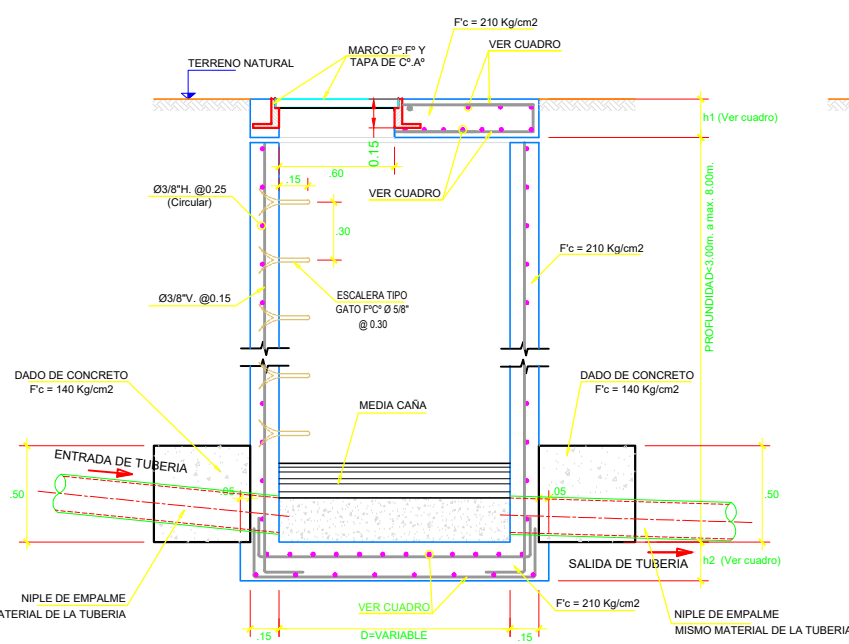 F'c = 210 Kg/cm2
MARCO Fº.Fº Y
TAPA DE Cº.Aº
VER CUADRO
TERRENO NATURAL
h1 (Ver cuadro)
0.15
.60
.15
VER CUADRO
Ø3/8"H. @0.25
(Circular)
.30
F'c = 210 Kg/cm2
PROFUNDIDAD<3.00m. a max. 8.00m.
Ø3/8"V. @0.15
ESCALERA TIPO
GATO FºCº Ø 5/8"
@ 0.30
DADO DE CONCRETO
F'c = 140 Kg/cm2
DADO DE CONCRETO
F'c = 140 Kg/cm2
MEDIA CAÑA
ENTRADA DE TUBERIA
.50
.05
.05
.50
SALIDA DE TUBERIA
h2 (Ver cuadro)
NIPLE DE EMPALME
MATERIAL DE LA TUBERIA
VER CUADRO
F'c = 210 Kg/cm2
NIPLE DE EMPALME
MISMO MATERIAL DE LA TUBERIA
.15
D=VARIABLE
.15